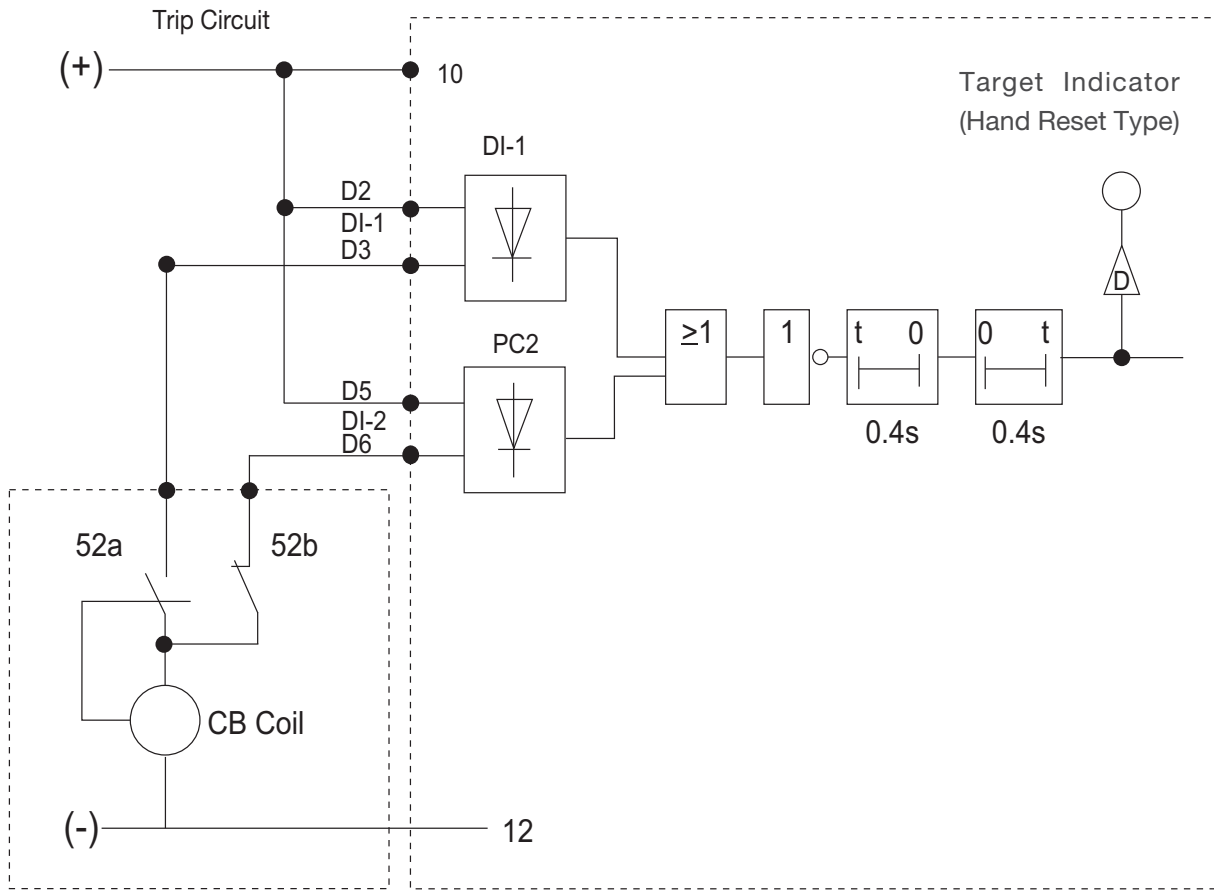 Trip Circuit
(+)
10
Target Indicator
(Hand Reset Type)
DI-1
D2
DI-1
D3
D
PC2
≥1
1
t 0
0 t
D5
DI-2
D6
0.4s
0.4s
52a
52b
CB Coil
(-)
12